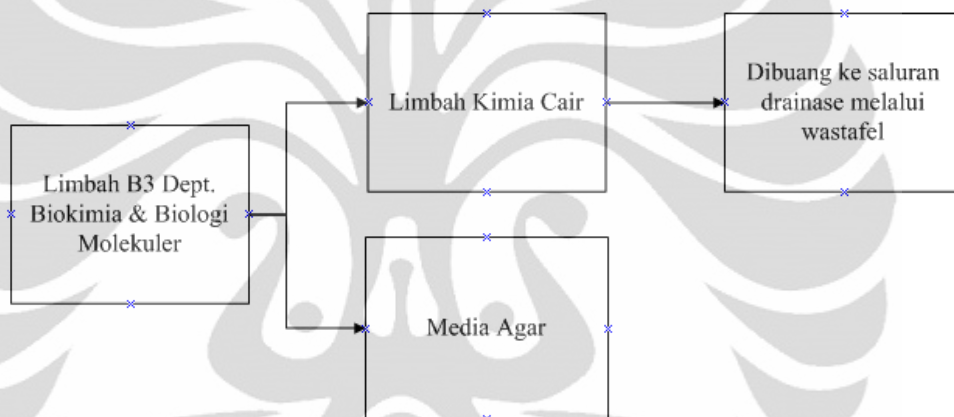 Limbah B3 Dept.
Biokimia & Biologi
Molekuler
Limbah Kimia Cair
Dibuang ke saluran
drainase melalui
wastafel
Media Agar